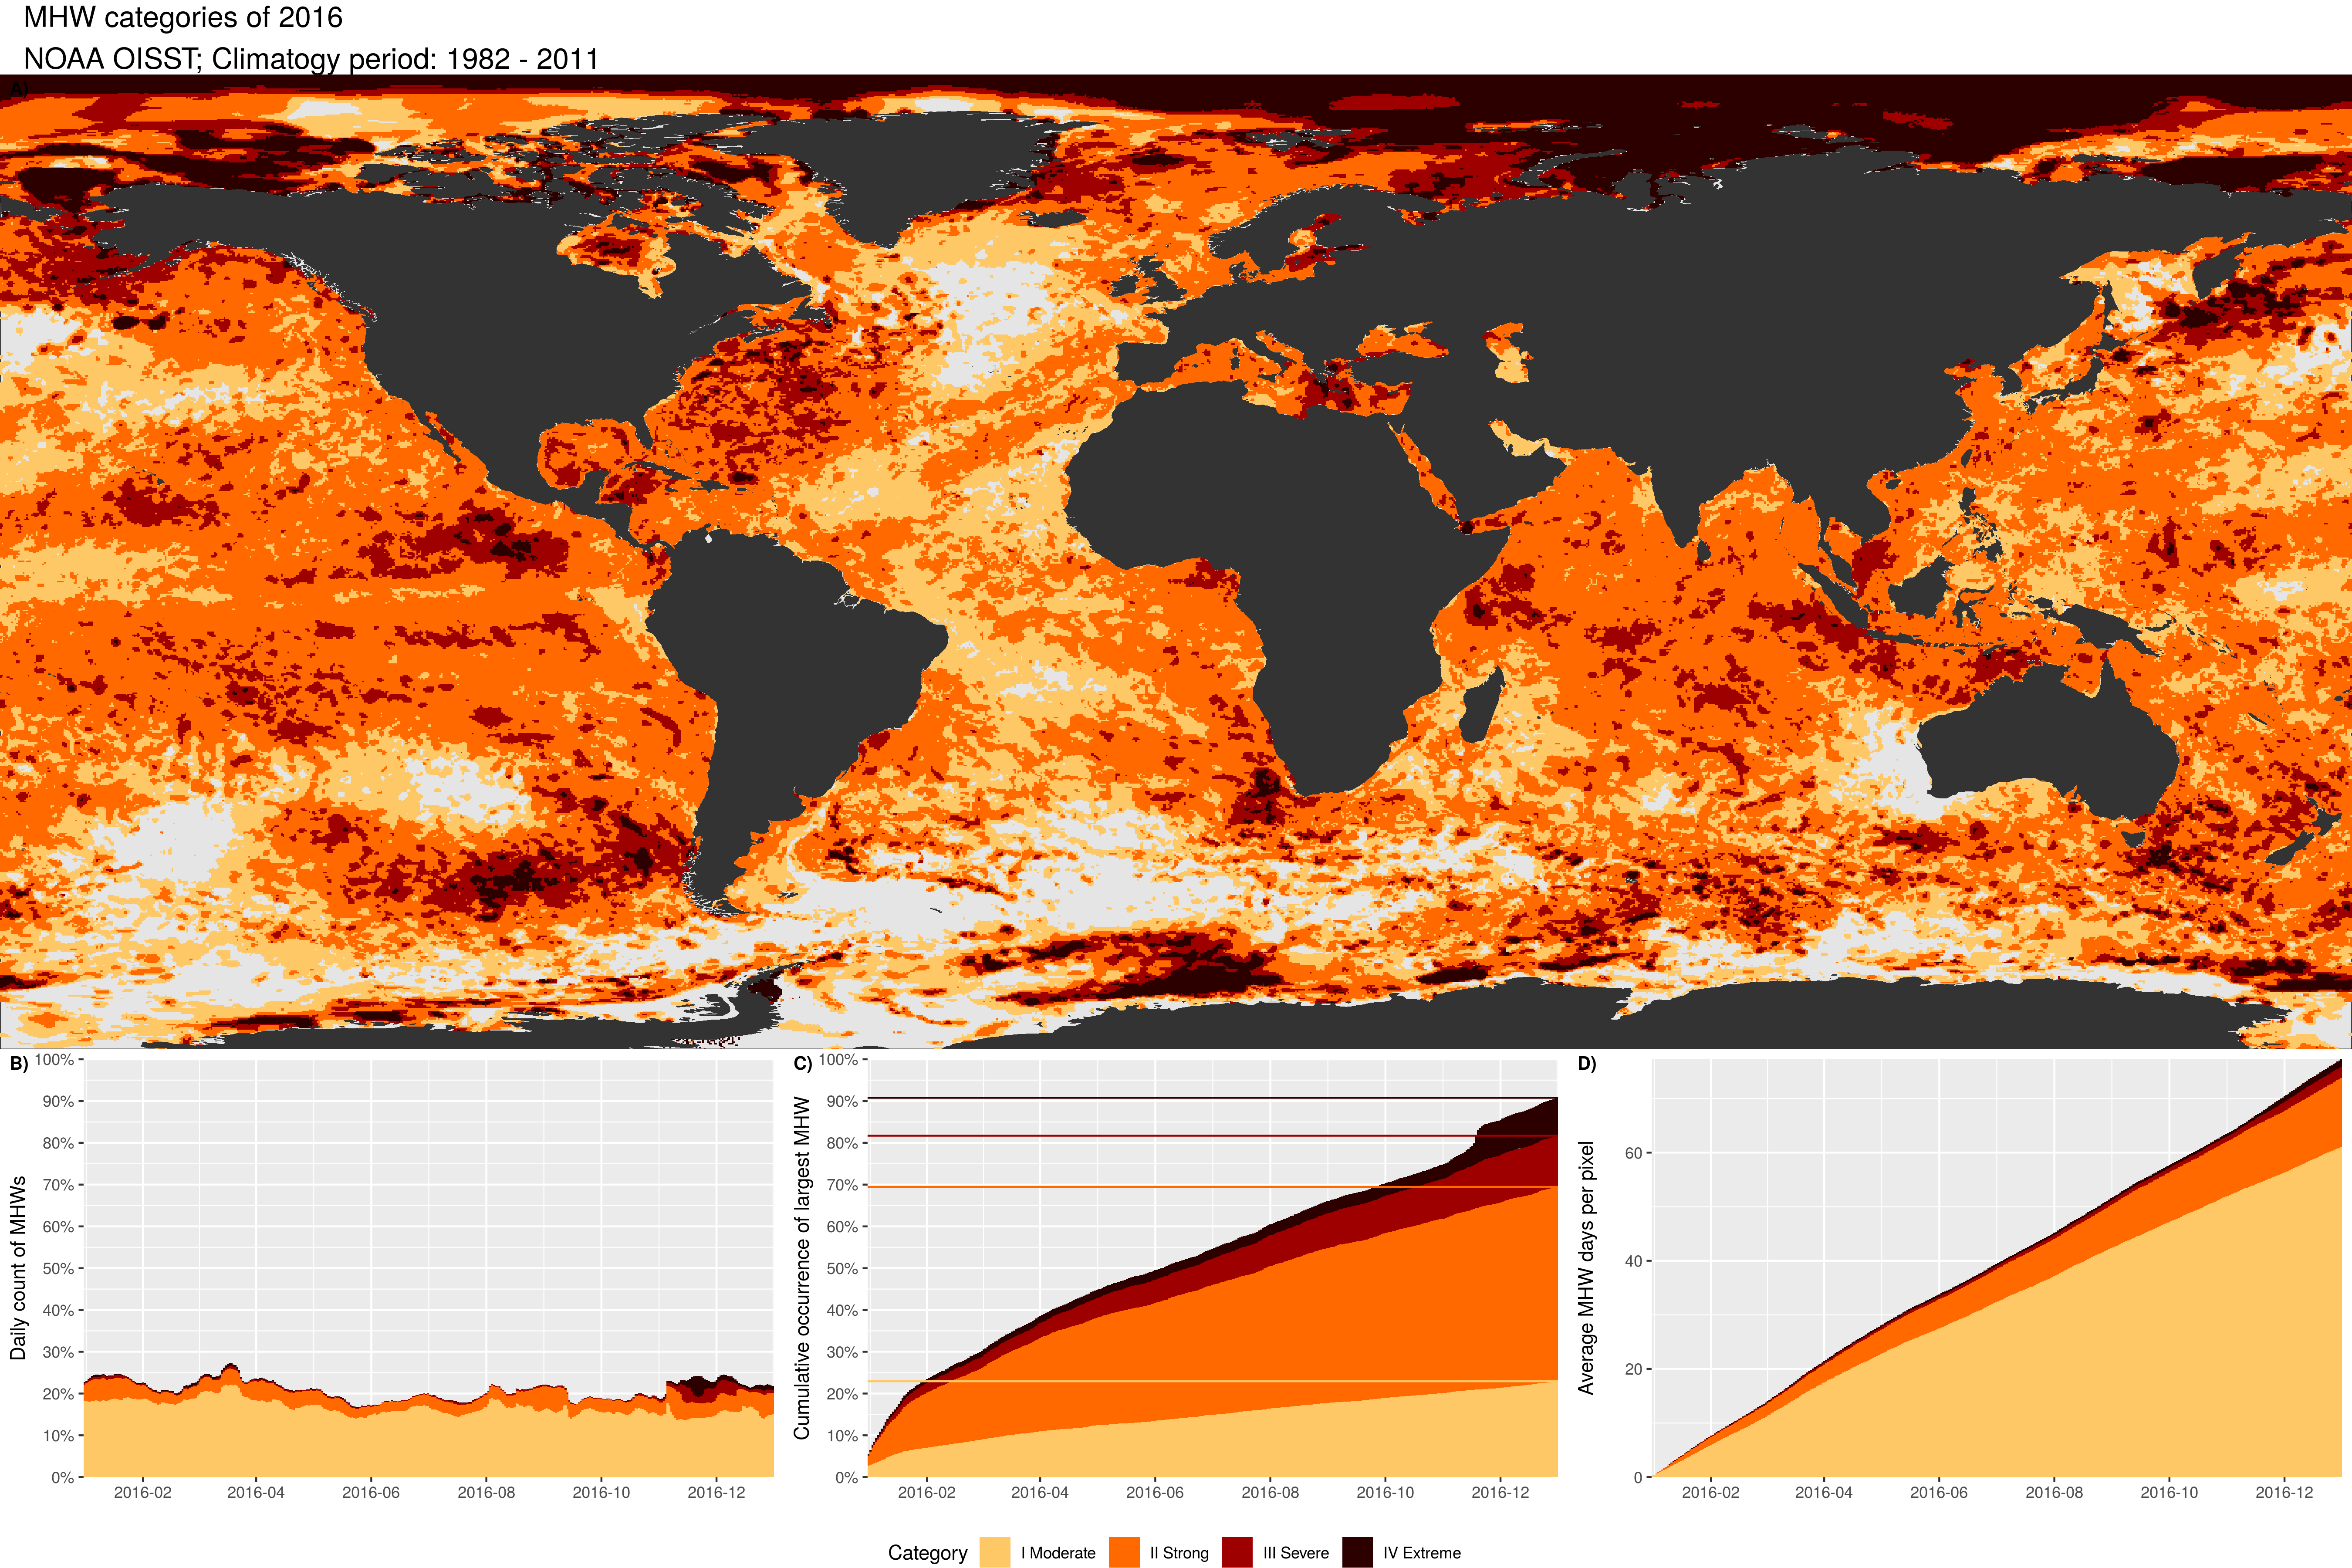 MHW categories of 2016
NOAA OISST; Climatogy period: 1982 - 2011
A)
B)
Daily count of MHWs
100%
90%
80%
70%
60%
50%
40%
30%
20%
10%
0%
2016-02 2016-04 2016-06 2016-08 2016-10 2016-12
C)
Cumulative occurrence of largest MHW
100%
90%
80%
70%
60%
50%
40%
30%
20%
10%
0%
2016-02 2016-04 2016-06 2016-08 2016-10 2016-12
D)
Average MHW days per pixel
60
40
20
0
2016-02 2016-04 2016-06 2016-08 2016-10 2016-12
Category I Moderate II Strong III Severe IV Extreme